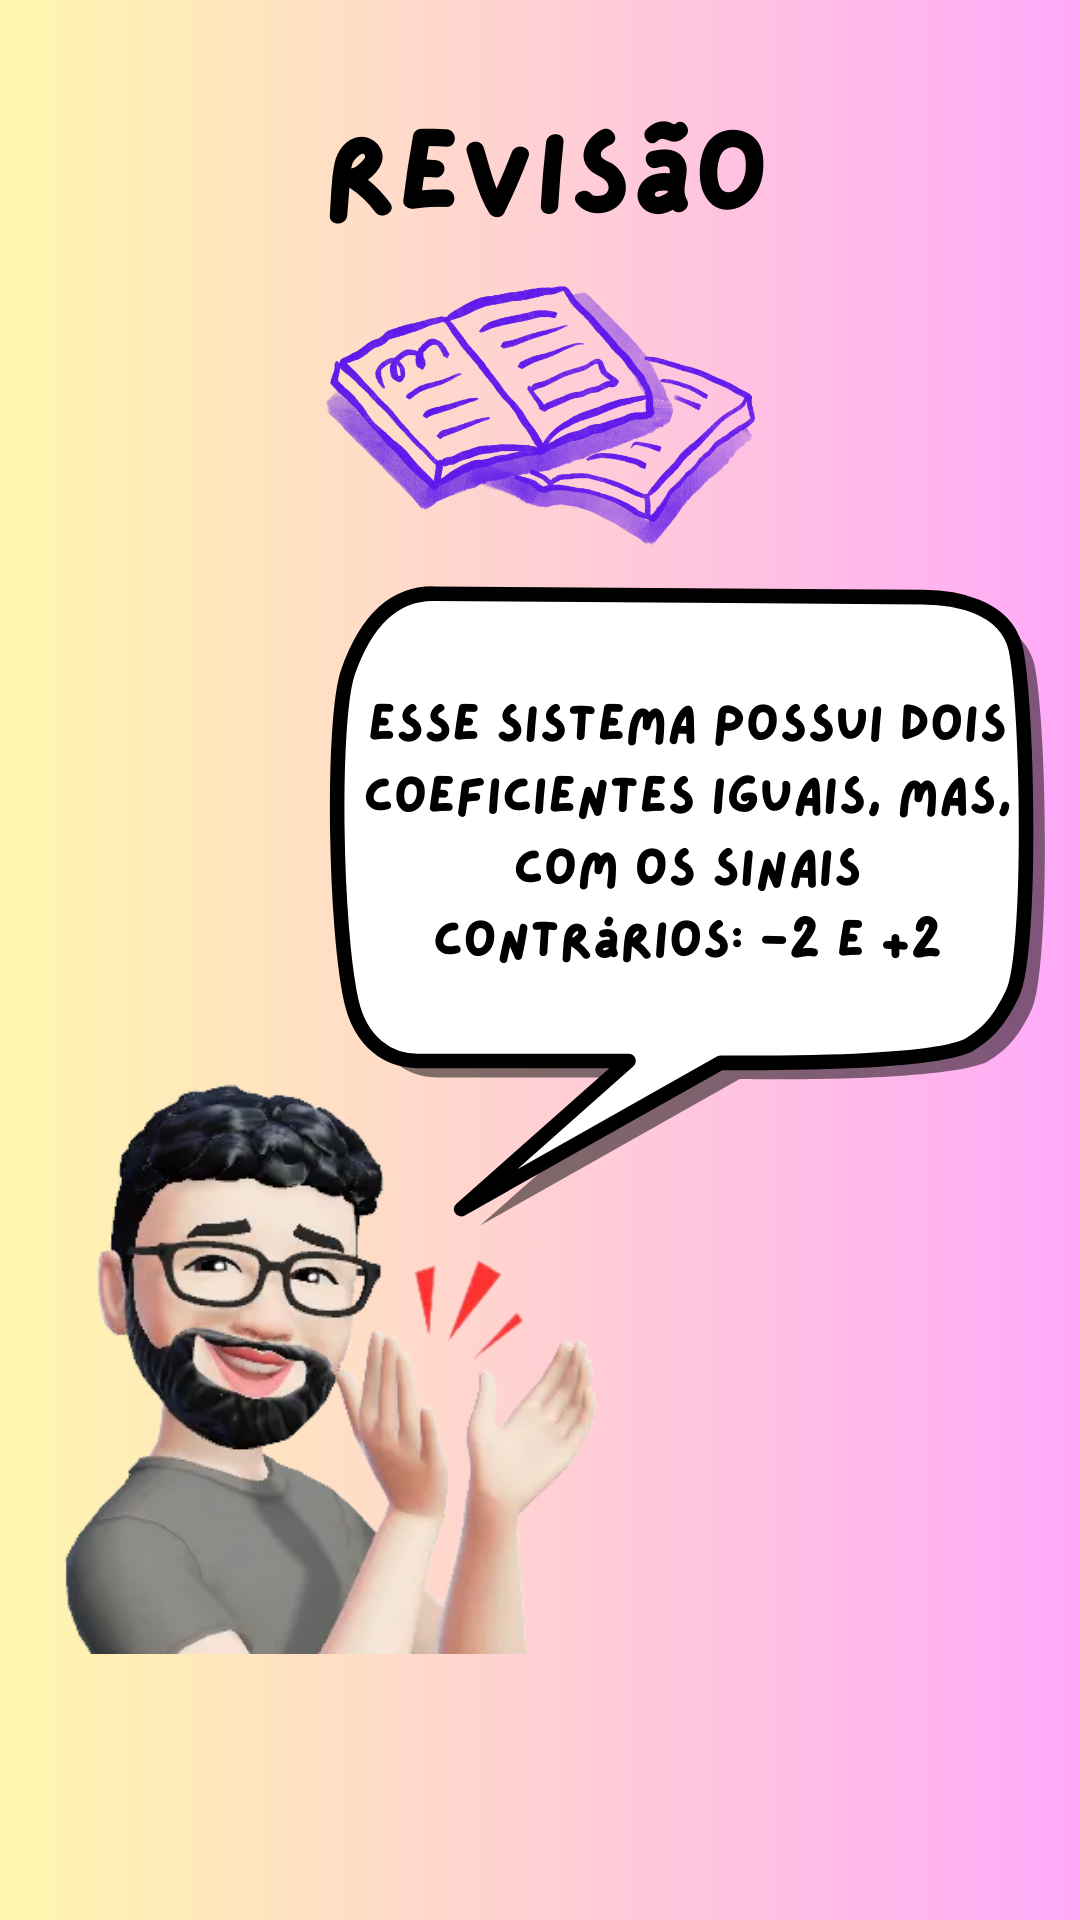 REVISÃO
ESSE SISTEMA POSSUI DOIS
COEFICIENTES IGUAIS, MAS,
COM OS SINAIS
CONTRÁRIOS: -2 E +2